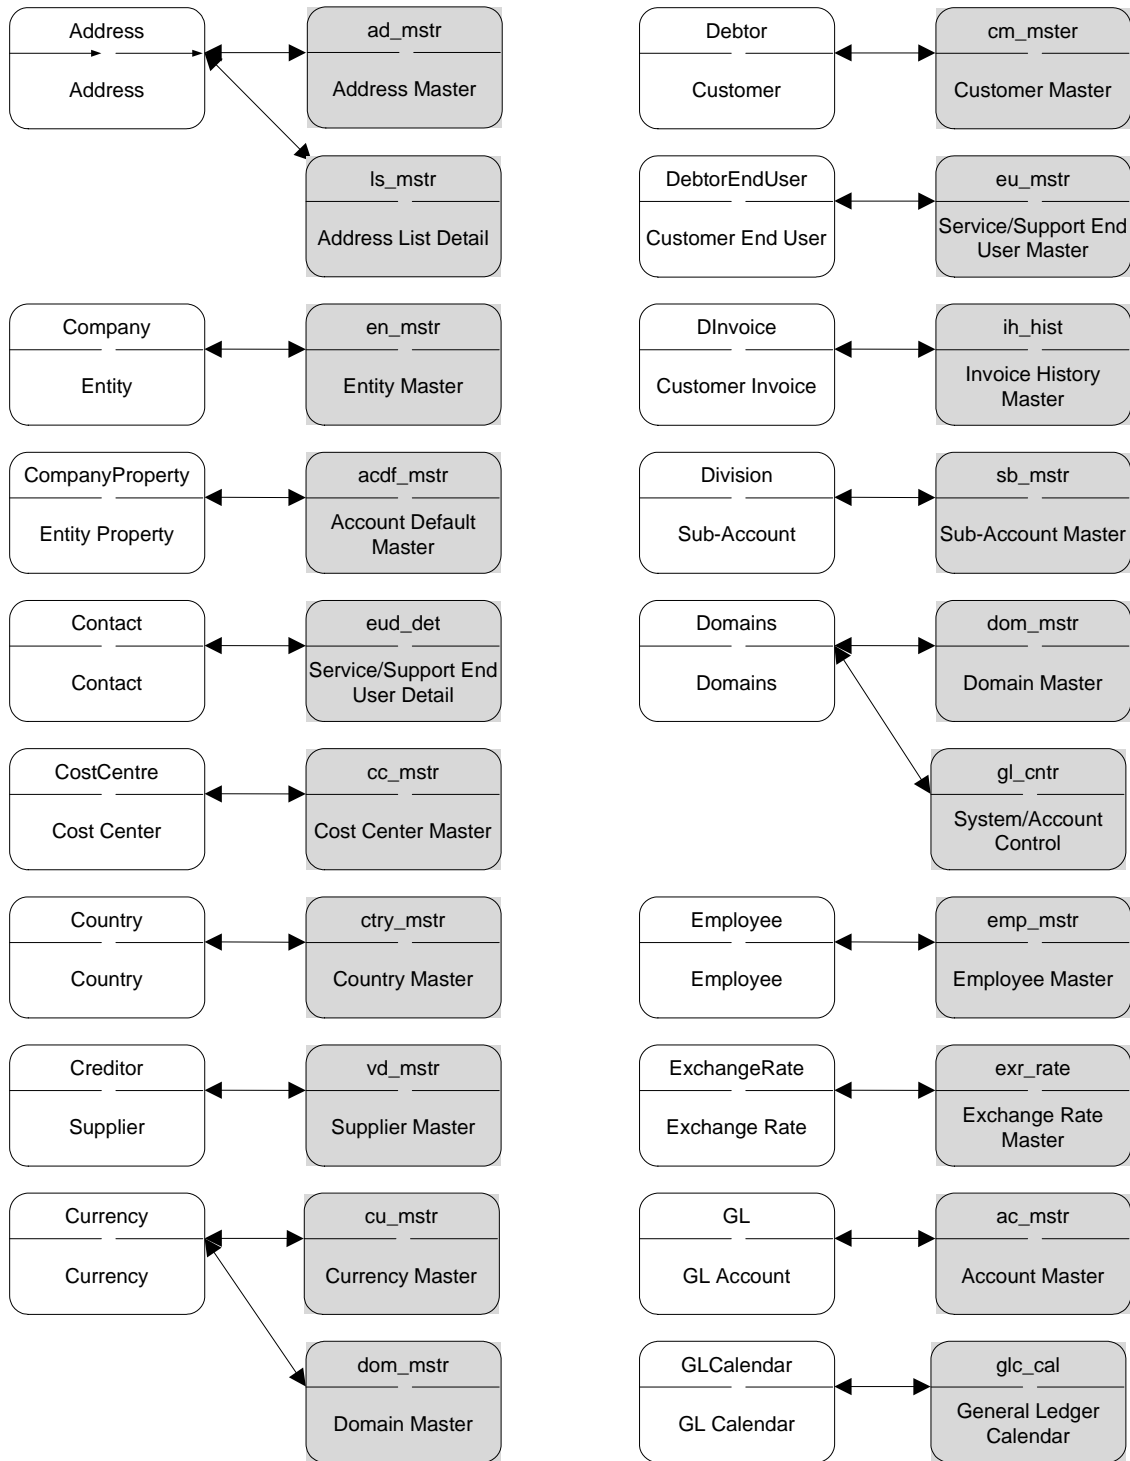 Address
Address
ad_mstr
Address Master
ls_mstr
Address List Detail
Company
Entity
en_mstr
Entity Master
CompanyProperty
Entity Property
acdf_mstr
Account Default
Master
Contact
Contact
eud_det
Service/Support End
User Detail
CostCentre
Cost Center
cc_mstr
Cost Center Master
Country
Country
ctry_mstr
Country Master
Creditor
Supplier
vd_mstr
Supplier Master
Currency
Currency
cu_mstr
Currency Master
dom_mstr
Domain Master
Debtor
Customer
cm_mster
Customer Master
DebtorEndUser
Customer End User
eu_mstr
Service/Support End
User Master
DInvoice
Customer Invoice
ih_hist
Invoice History
Master
Division
Sub-Account
sb_mstr
Sub-Account Master
Domains
Domains
dom_mstr
Domain Master
gl_cntr
System/Account
Control
Employee
Employee
emp_mstr
Employee Master
ExchangeRate
Exchange Rate
exr_rate
Exchange Rate
Master
GL
GL Account
ac_mstr
Account Master
GLCalendar
GL Calendar
glc_cal
General Ledger
Calendar